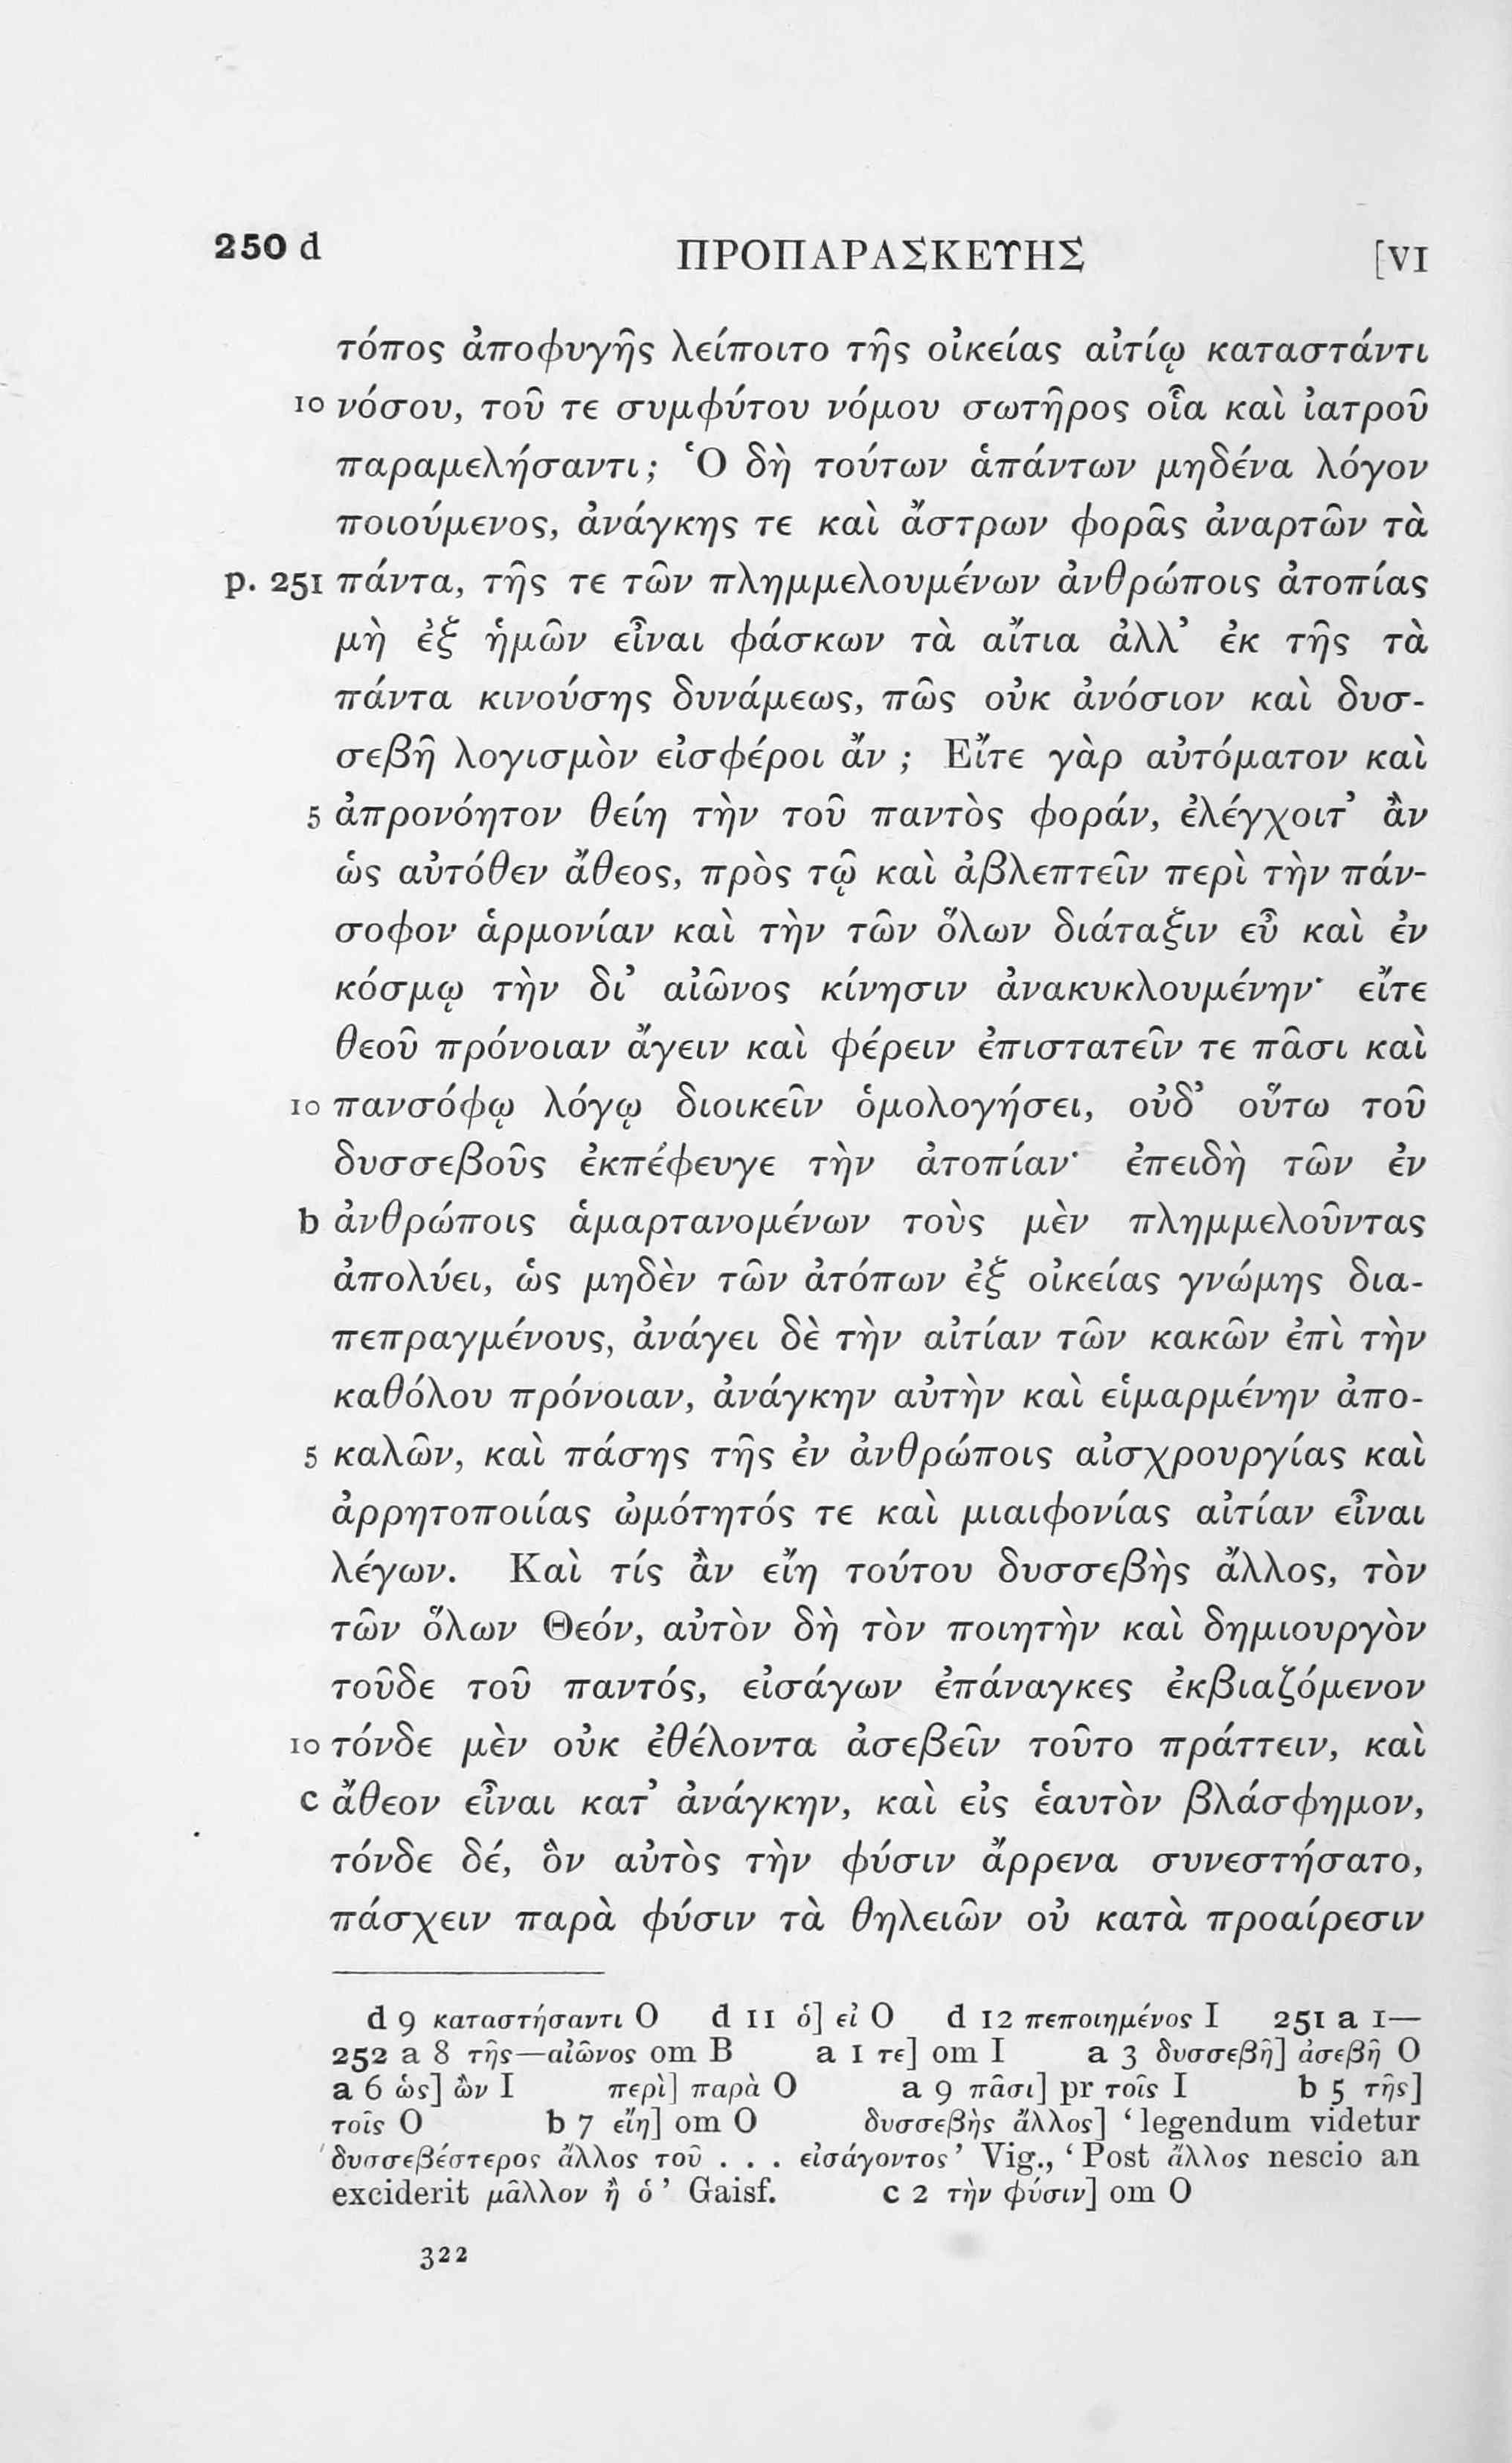 250 d ΠΡΟΠΑΡΑΣΚΕΥΗΣ [VI
τόπος ἀποφυγῆς λείποιτο τῆς οἰκείας αἰτίῳ καταστάντι
10 νόσου, τοῦ τε συμφύτου νόμου σωτῆρος οἷα καὶ ἰατροῦ
παραμελήσαντι; Ὁ δὴ τούτων ἁπάντων μηδένα λόγον
ποιούμενος, ἀνάγκης τε καὶ ἄστρων φορᾶς ἀναρτῶν τὰ
p. 251 πάντα, τῆς τε τῶν πλημμελουμένων ἀνθρώποις ἀτοπίας
μὴ ἐξ ἡμῶν εἶναι φάσκων τὰ αἴτια ἀλλ’ ἐκ τῆς τὰ
πάντα κινούσης δυνάμεως, πῶς οὐκ ἀνόσιον καὶ δυσ-
σεβῆ λογισμὸν εἰσφέροι ἄν ; Εἴτε γὰρ αὐτόματον καὶ
5 ἀπρονόητον θείη τὴν τοῦ παντὸς φοράν, ἐλέγχοιτ’ ἂν
ὡς αὐτόθεν ἄθεος, πρὸς τῷ καὶ ἀβλεπτεῖν περὶ τὴν πάν-
σοφον ἁρμονίαν καὶ τὴν τῶν ὅλων διάταξιν εὖ καὶ ἐν
κόσμῳ τὴν δι’ αἰῶνος κίνησιν ἀνακυκλουμένην· εἴτε
θεοῦ πρόνοιαν ἄγειν καὶ φέρειν ἐπιστατεῖν τε πᾶσι καὶ
10 πανσόφῳ λόγῳ διοικεῖν ὁμολογήσει, οὐδ’ οὕτω τοῦ
δυσσεβοῦς ἐκπέφευγε τὴν ἀτοπίαν· ἐπειδὴ τῶν ἐν
b ἀνθρώποις ἁμαρτανομένων τοὺς μὲν πλημμελοῦντας
ἀπολύει, ὡς μηδὲν τῶν ἀτόπων ἐξ οἰκείας γνώμης δια-
πεπραγμένους, ἀνάγει δὲ τὴν αἰτίαν τῶν κακῶν ἐπὶ τὴν
καθόλου πρόνοιαν, ἀνάγκην αὐτὴν καὶ εἱμαρμένην ἀπο-
5 καλῶν, καὶ πάσης τῆς ἐν ἀνθρώποις αἰσχρουργίας καὶ
ἀρρητοποιίας ὠμότητός τε καὶ μιαιφονίας αἰτίαν εἶναι
λέγων. Καὶ τίς ἂν εἴη τούτου δυσσεβὴς ἄλλος, τὸν
τῶν ὅλων Θεόν, αὐτὸν δὴ τὸν ποιητὴν καὶ δημιουργὸν
τοῦδε τοῦ παντός, εἰσάγων ἐπάναγκες ἐκβιαζόμενον
10 τόνδε μὲν οὐκ ἐθέλοντα ἀσεβεῖν τοῦτο πράττειν, καὶ
c ἄθεον εἶναι κατ’ ἀνάγκην, καὶ εἰς ἑαυτὸν βλάσφημον,
τόνδε δέ, ὃν αὐτὸς τὴν φύσιν ἄρρενα συνεστήσατο,
πάσχειν παρὰ φύσιν τὰ θηλειῶν οὐ κατὰ προαίρεσιν
d 9 καταστήσαντι O d 11 ὁ] εἰ O d 12 πεποιημένος I 251 a 1—
252 a 8 τῆς—αἰῶνος om B a 1 τε] om I a 3 δυσσεβῆ] ἀσεβῆ O
a 6 ὡς] ὢν I περὶ] παρὰ O a 9 πᾶσι] pr τοῖς I b 5 τῆς]
τοῖς O b 7 εἴη] om O δυσσεβὴς ἄλλος] ‘legendum videtur
δυσσεβέστερος ἄλλος τοῦ . . . εἰσάγοντος’ Vig., ‘Post ἄλλος nescio an
exciderit μᾶλλον ἢ ὁ’ Gaisf. c 2 τὴν φύσιν] om O
322